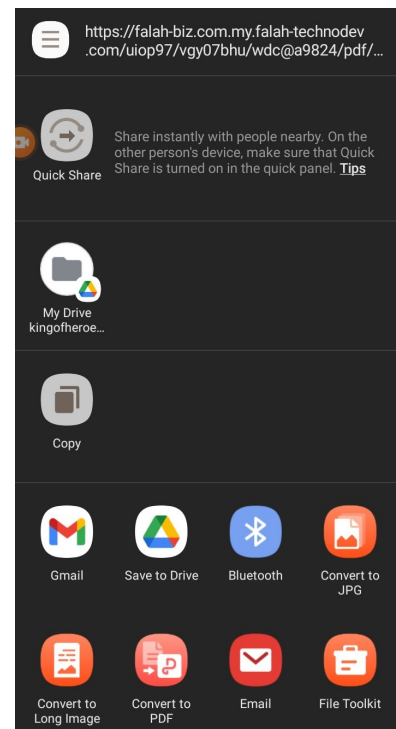 https://falah-biz.com.my.falah-technodev
.com/uiop97/vgy07bhu/wdc@a9824/pdf/...
Share instantly with people nearby. On the
other person's device, make sure that Quick
Share is turned on in the quick panel. Tips
Quick Share
My Drive
kingofheroe...
Copy
Gmail
Save to Drive
Bluetooth
Convert to
JPG
Convert to
Long Image
Convert to
PDF
Email
File Toolkit